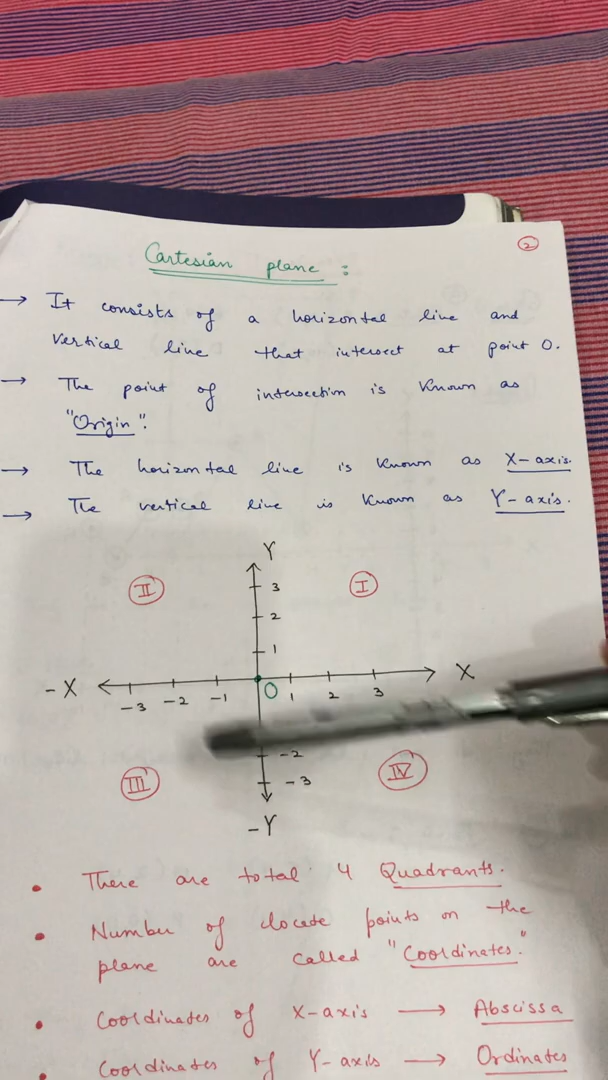 2
Cartesian plane :
→ It consists of a horizontal line and
vertical line that intersect at point O.
→ The point of intersection is known as
"Origin".
→ The horizontal line is known as X-axis.
→ The vertical line is known as Y-axis.
Y
II
I
3
2
1
-X
X
-3 -2 -1 O 1 2 3
-2
III
IV
-3
-Y
• There are total 4 Quadrants.
• Number of locate points on the
plane are called "Coordinates."
• Coordinates of X-axis → Abscissa
• Coordinates of Y-axis → Ordinates